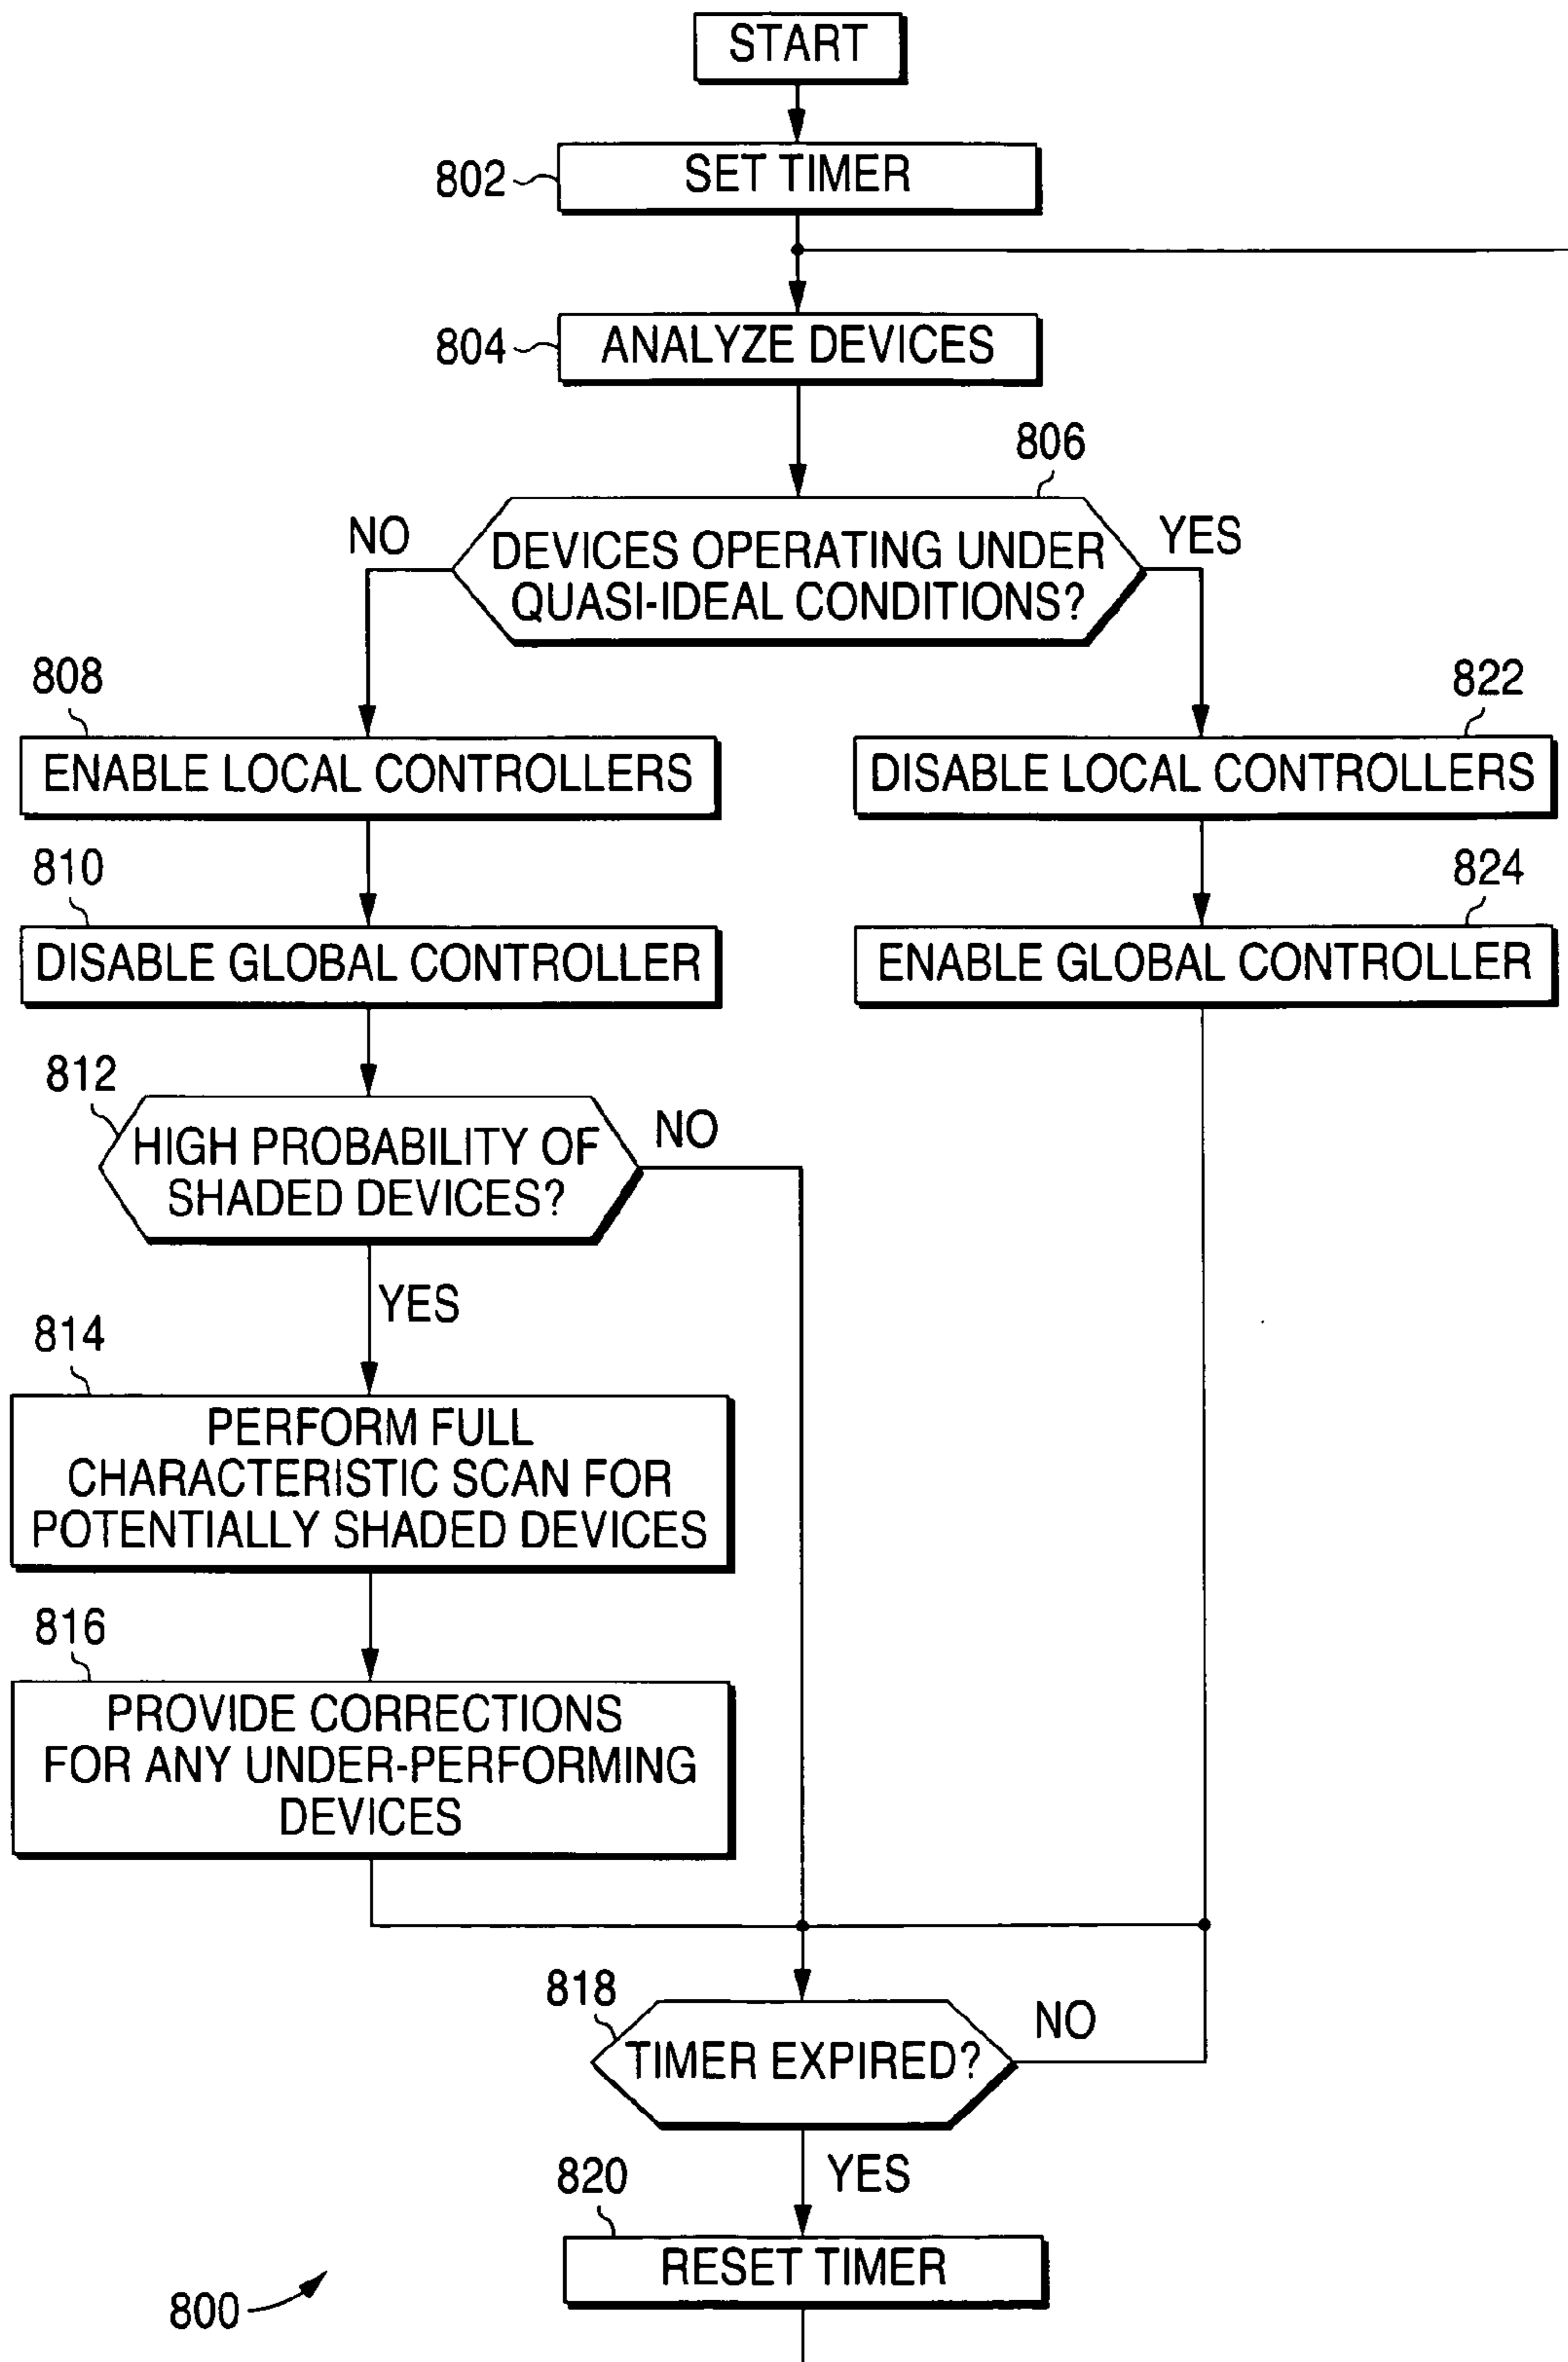 START
802
SET TIMER
804
ANALYZE DEVICES
806
NO
DEVICES OPERATING UNDER
QUASI-IDEAL CONDITIONS?
YES
808
ENABLE LOCAL CONTROLLERS
822
DISABLE LOCAL CONTROLLERS
810
DISABLE GLOBAL CONTROLLER
824
ENABLE GLOBAL CONTROLLER
812
HIGH PROBABILITY OF
SHADED DEVICES?
NO
YES
814
PERFORM FULL
CHARACTERISTIC SCAN FOR
POTENTIALLY SHADED DEVICES
816
PROVIDE CORRECTIONS
FOR ANY UNDER-PERFORMING
DEVICES
818
TIMER EXPIRED?
NO
YES
820
RESET TIMER
800